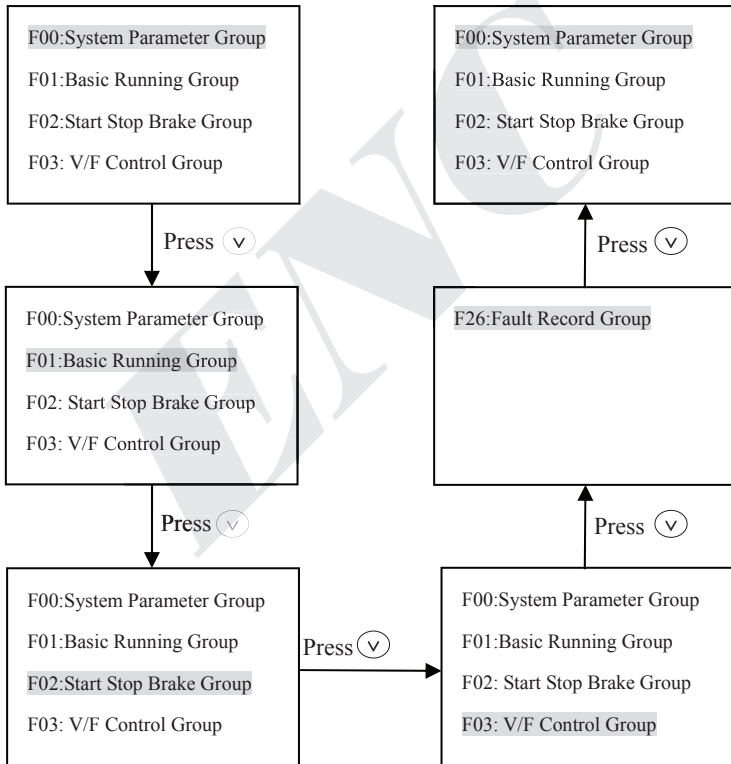 F00:System Parameter Group
F01:Basic Running Group
F02:Start Stop Brake Group
F03: V/F Control Group
Press
F00:System Parameter Group
F01:Basic Running Group
F02: Start Stop Brake Group
F03: V/F Control Group
Press
F00:System Parameter Group
F01:Basic Running Group
F02:Start Stop Brake Group
F03: V/F Control Group
Press
F00:System Parameter Group
F01:Basic Running Group
F02: Start Stop Brake Group
F03: V/F Control Group
Press
F26:Fault Record Group
Press
F00:System Parameter Group
F01:Basic Running Group
F02: Start Stop Brake Group
F03: V/F Control Group
ENC